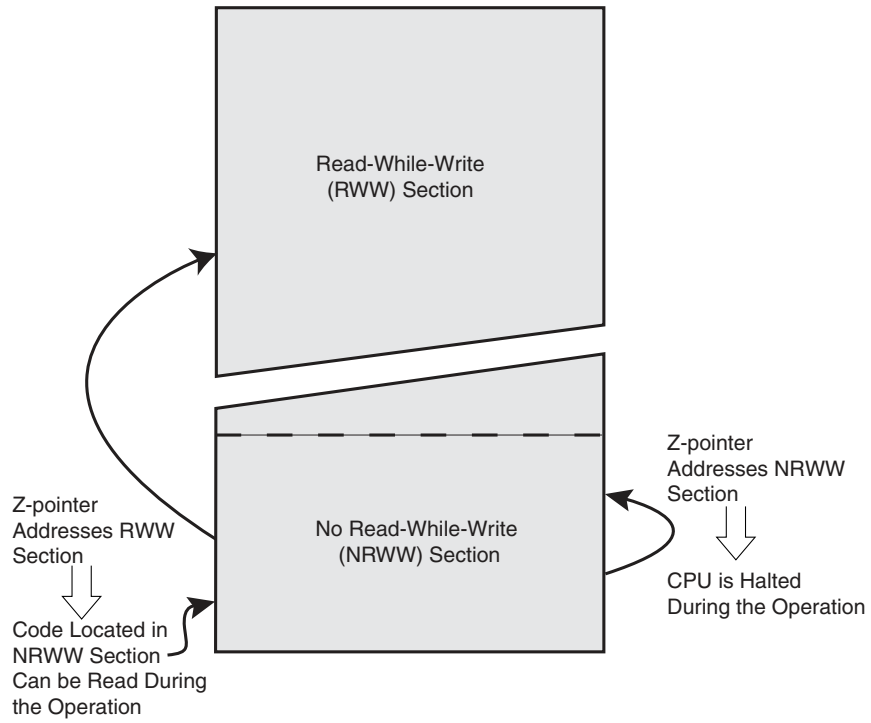 Read-While-Write
(RWW) Section
Z-pointer
Addresses NRWW
Section
Z-pointer
Addresses RWW
Section
No Read-While-Write
(NRWW) Section
CPU is Halted
During the Operation
Code Located in
NRWW Section
Can be Read During
the Operation